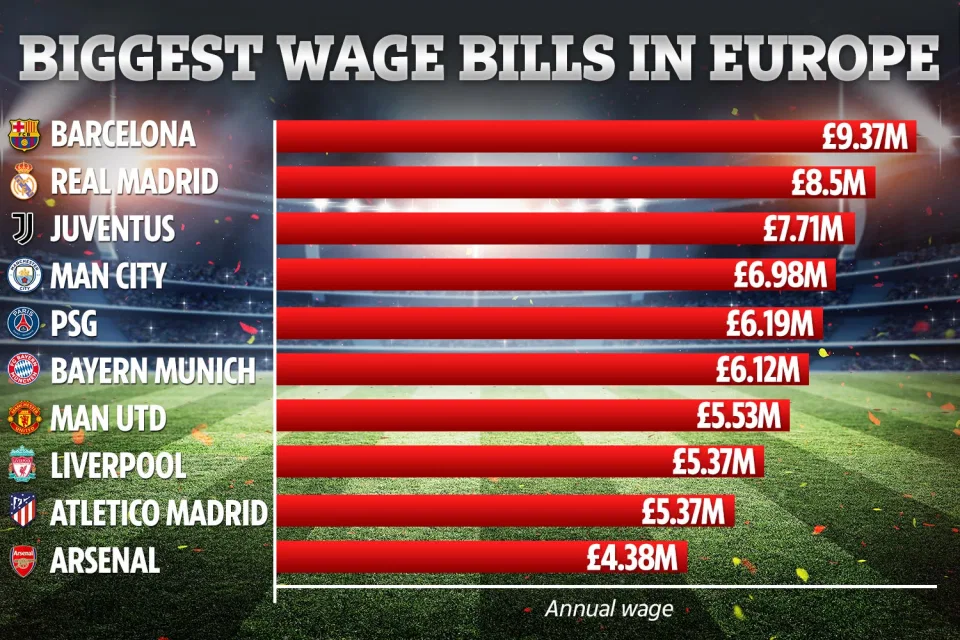 BIGGEST WAGE BILLS IN EUROPE
BARCELONA £9.37M
REAL MADRID £8.5M
JUVENTUS £7.71M
MAN CITY £6.98M
PSG £6.19M
BAYERN MUNICH £6.12M
MAN UTD £5.53M
LIVERPOOL £5.37M
ATLETICO MADRID £5.37M
Arsenal
ARSENAL £4.38M
Annual wage